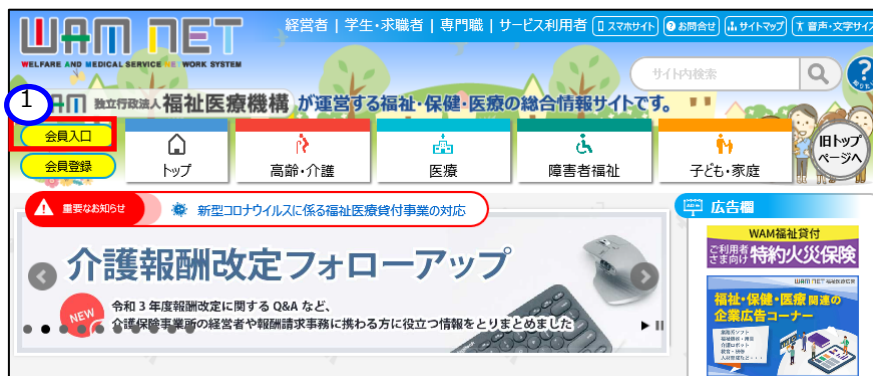 WAM NET
WELFARE AND MEDICAL SERVICE NETWORK SYSTEM
経営者 | 学生・求職者 | 専門職 | サービス利用者
スマホサイト
お問合せ
サイトマップ
音声・文字サイズ
サイト内検索
?
1
WAM 独立行政法人福祉医療機構 が運営する福祉・保健・医療の総合情報サイトです。
会員入口
会員登録
トップ
高齢・介護
医療
障害者福祉
子ども・家庭
旧トップ
ページへ
重要なお知らせ
新型コロナウイルスに係る福祉医療貸付事業の対応
介護報酬改定フォローアップ
NEW
令和3年度報酬改定に関する Q&A など、
介護保険事業所の経営者や報酬請求事務に携わる方に役立つ情報をとりまとめました
広告欄
WAM福祉貸付
ご利用者
さま向け 特約火災保険
WAM NET
福祉・保健・医療 関連の
企業広告コーナー